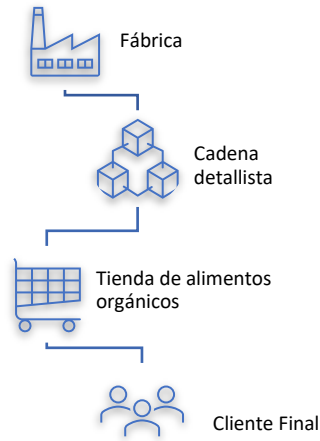 Fábrica
Cadena
detallista
Tienda de alimentos
orgánicos
Cliente Final